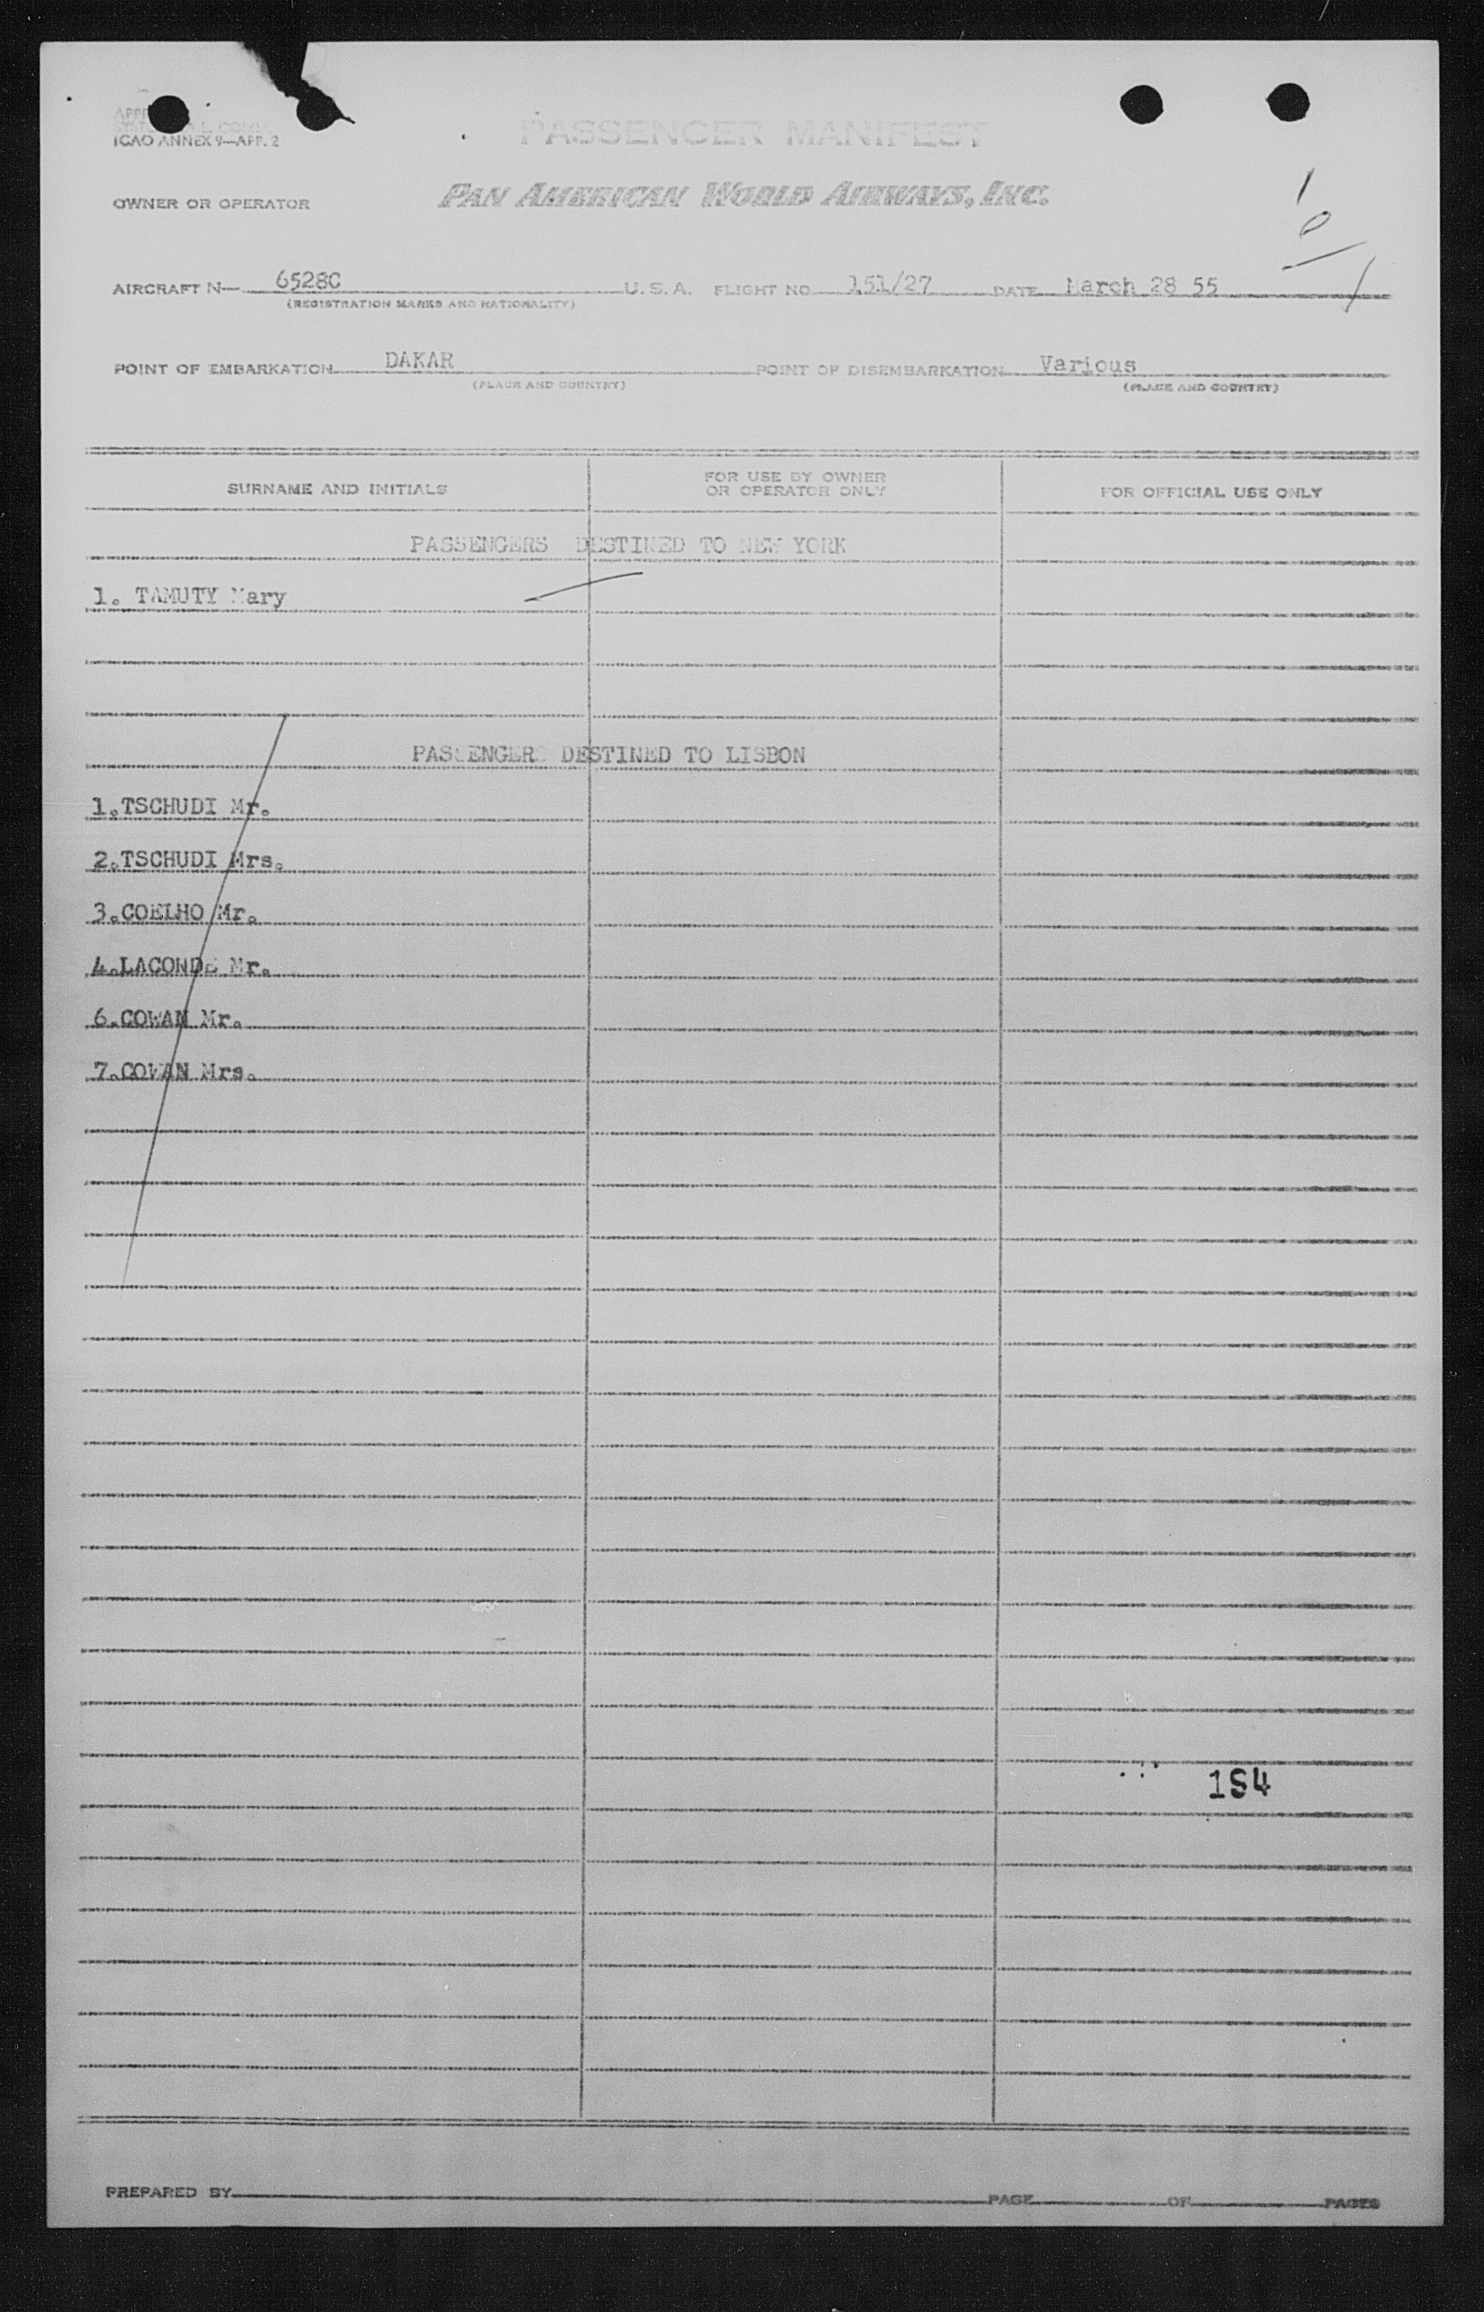 ICAO ANNEX 9—APP. 2
PASSENGER MANIFEST
OWNER OR OPERATOR PAN AMERICAN WORLD AIRWAYS, INC.
AIRCRAFT N— 6528C U. S. A. FLIGHT NO 151/27 DATE March 28 55
(REGISTRATION MARKS AND NATIONALITY)
POINT OF EMBARKATION DAKAR POINT OF DISEMBARKATION Various
(PLACE AND COUNTRY) (PLACE AND COUNTRY)
SURNAME AND INITIALS
FOR USE BY OWNER
OR OPERATOR ONLY
FOR OFFICIAL USE ONLY
PASSENGERS DESTINED TO NEW YORK
1. TAMUTY Mary
PASSENGERS DESTINED TO LISBON
1.TSCHUDI Mr.
2.TSCHUDI Mrs.
3.COELHO Mr.
4.LACONDE Mr.
6.COWAN Mr.
7.COWAN Mrs.
PREPARED BY PAGE OF PAGES